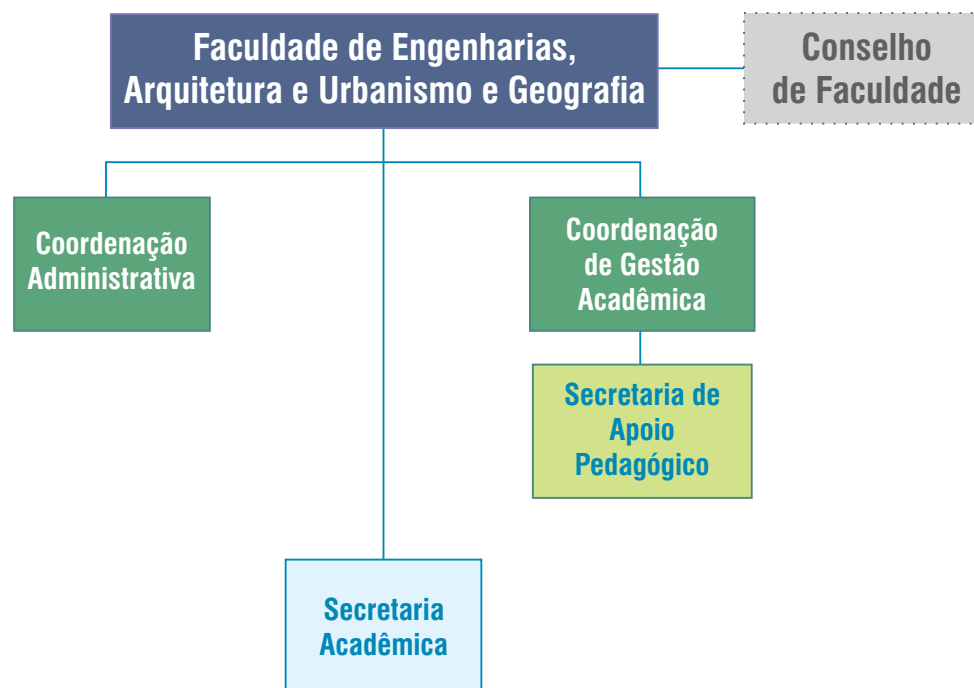 Faculdade de Engenharias,
Arquitetura e Urbanismo e Geografia
Conselho
de Faculdade
Coordenação
Administrativa
Coordenação
de Gestão
Acadêmica
Secretaria de
Apoio
Pedagógico
Secretaria
Acadêmica